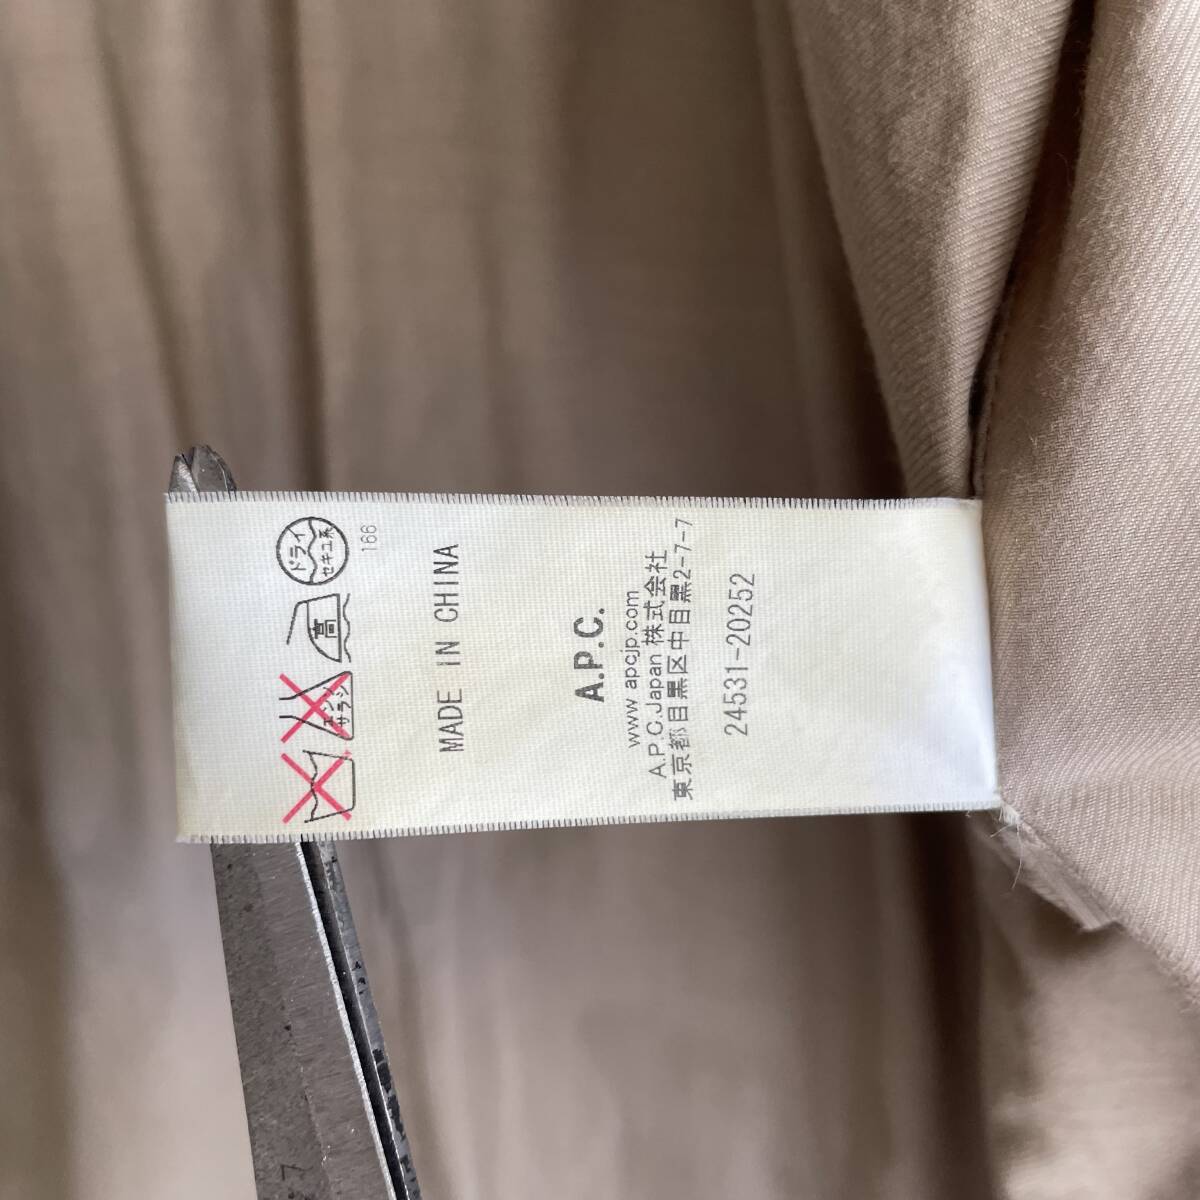 エンソ
サラシ
高
ドライ
セキユ系
166
MADE IN CHINA
A.P.C.
www apcjp.com
A.P.C.Japan 株式会社
東京都目黒区中目黒2-7-7
24531-20252
7